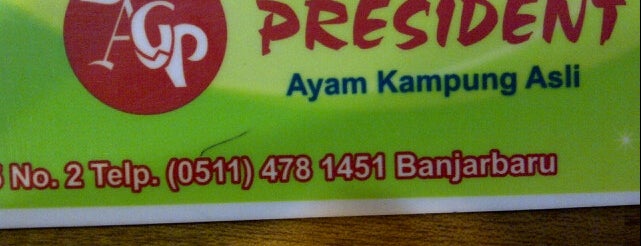 AGP
PRESIDENT
Ayam Kampung Asli
No. 2 Telp. (0511) 478 1451 Banjarbaru